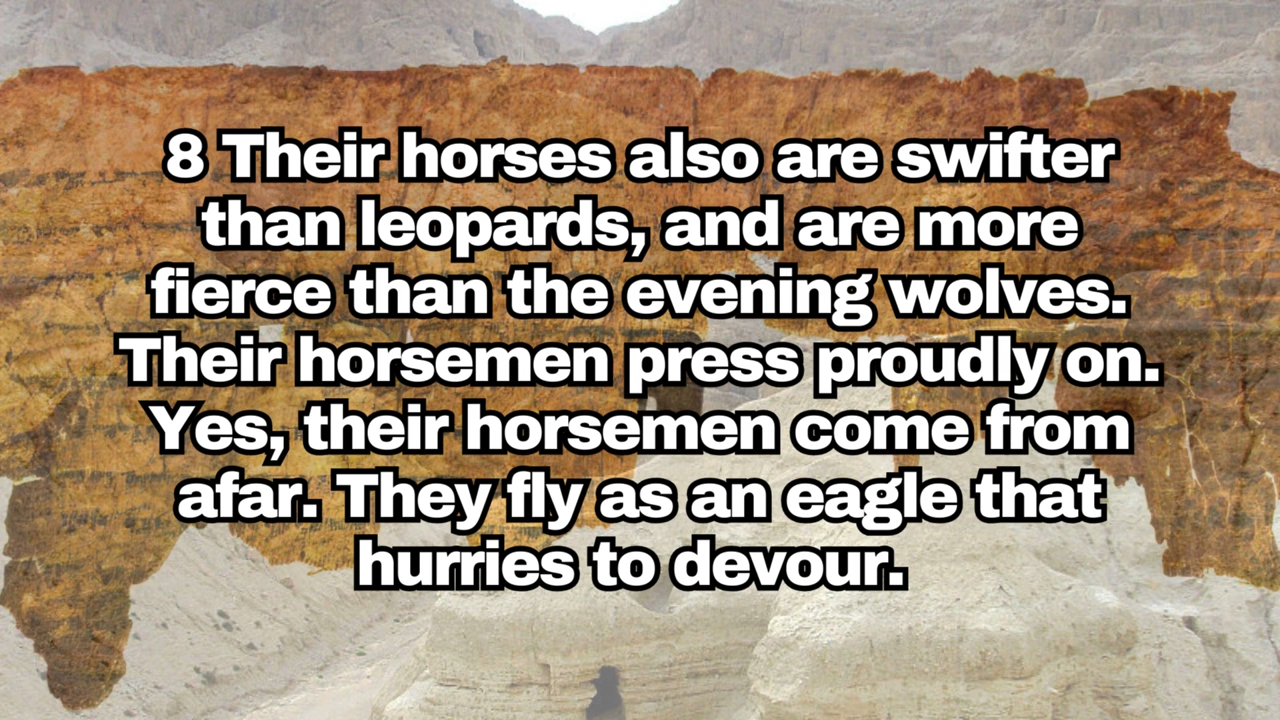 8 Their horses also are swifter
than leopards, and are more
fierce than the evening wolves.
Their horsemen press proudly on.
Yes, their horsemen come from
afar. They fly as an eagle that
hurries to devour.